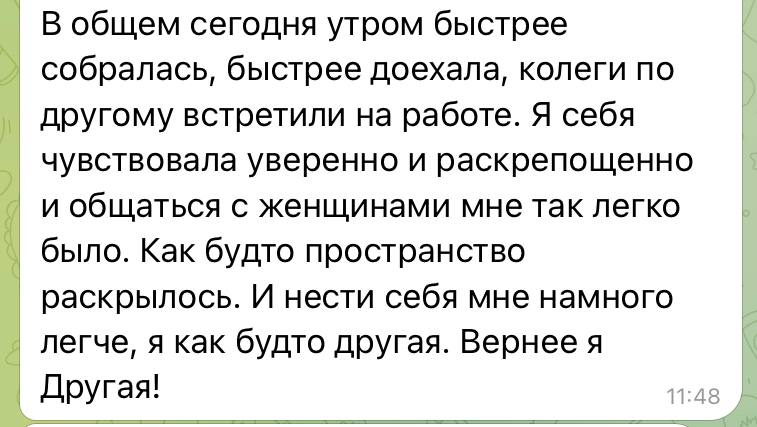 В общем сегодня утром быстрее
собралась, быстрее доехала, колеги по
другому встретили на работе. Я себя
чувствовала уверенно и раскрепощенно
и общаться с женщинами мне так легко
было. Как будто пространство
раскрылось. И нести себя мне намного
легче, я как будто другая. Вернее я
Другая!
11:48